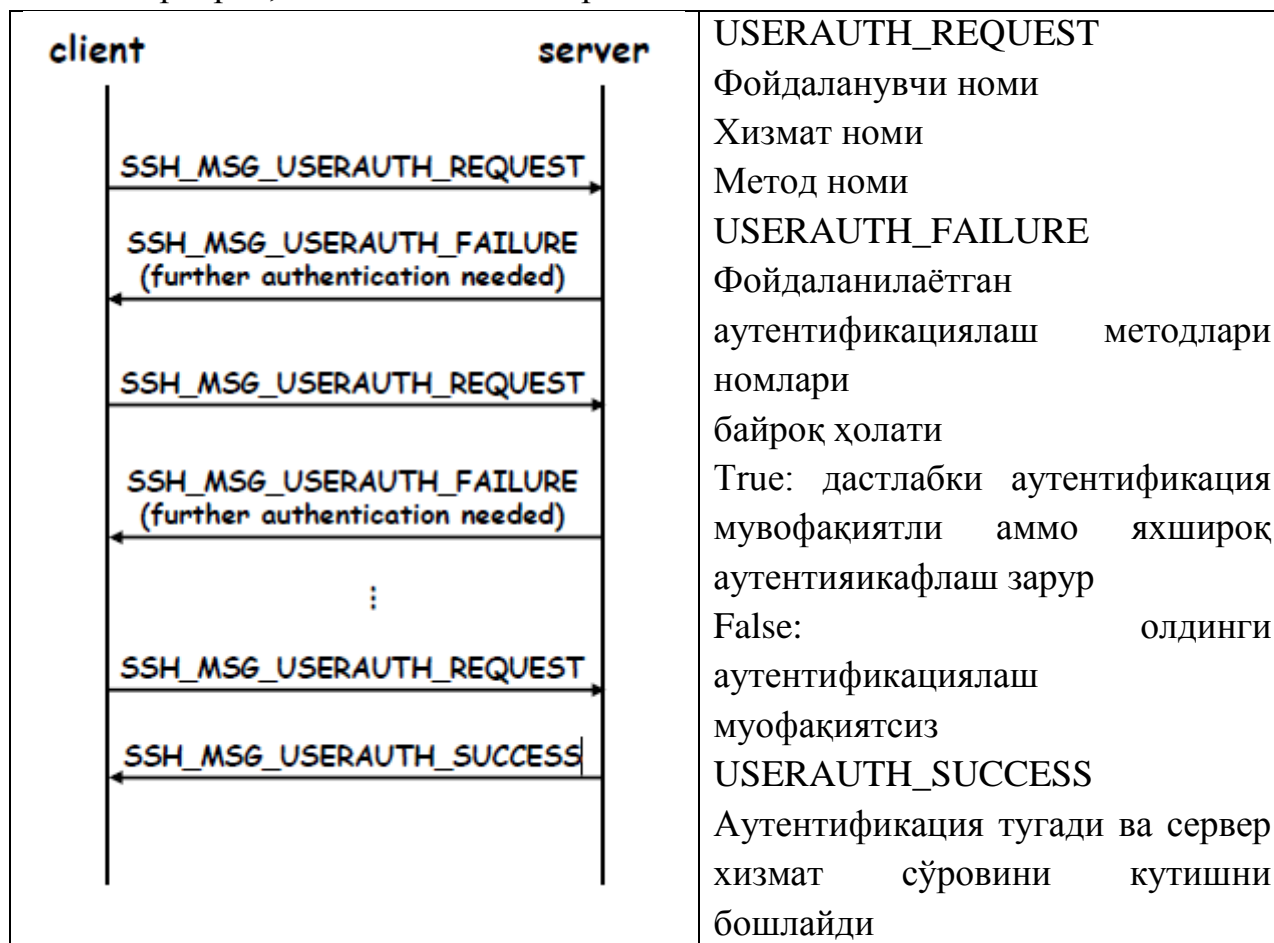 client server
SSH_MSG_USERAUTH_REQUEST
SSH_MSG_USERAUTH_FAILURE
(further authentication needed)
SSH_MSG_USERAUTH_REQUEST
SSH_MSG_USERAUTH_FAILURE
(further authentication needed)
SSH_MSG_USERAUTH_REQUEST
SSH_MSG_USERAUTH_SUCCESS
USERAUTH_REQUEST
Фойдаланувчи номи
Хизмат номи
Метод номи
USERAUTH_FAILURE
Фойдаланилаётган
аутентификациялаш методлари
номлари
байроқ ҳолати
True: дастлабки аутентификация
мувофақиятли аммо яхшироқ
аутентияикафлаш зарур
False: олдинги
аутентификациялаш
муофақиятсиз
USERAUTH_SUCCESS
Аутентификация тугади ва сервер
хизмат сўровини кутишни
бошлайди